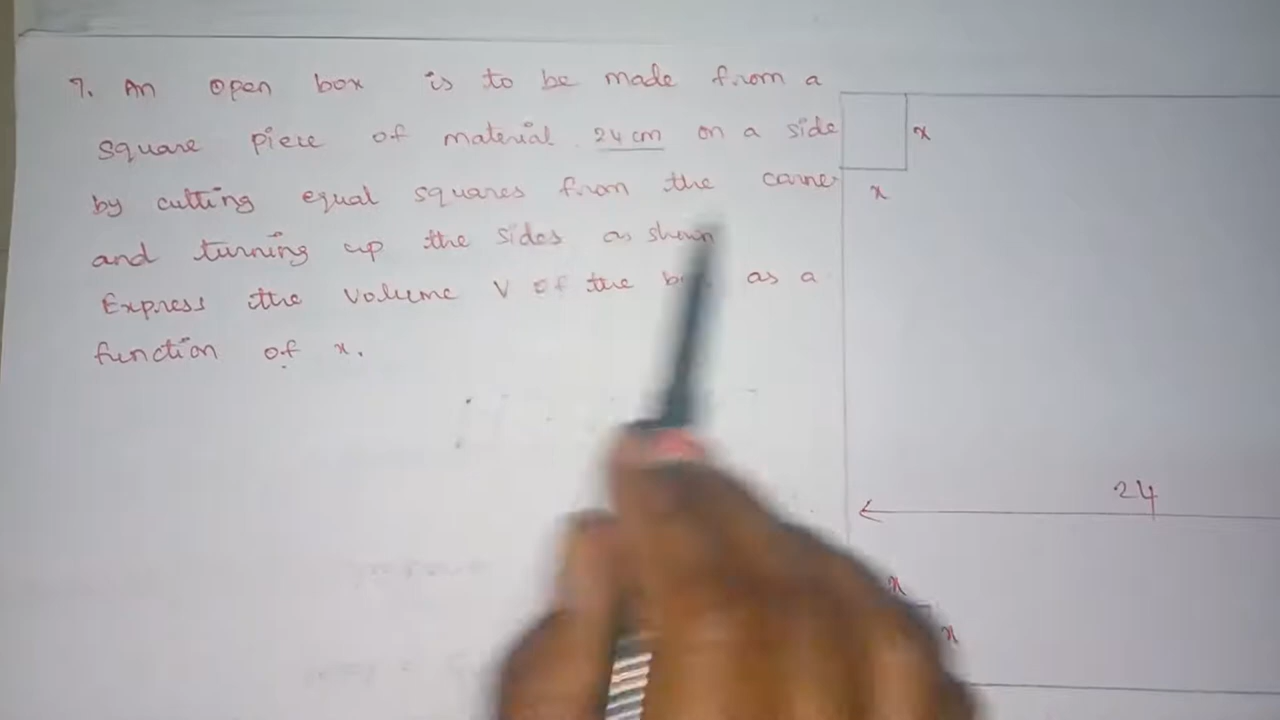 7. An open box is to be made from a
square piece of material 24 cm on a side
by cutting equal squares from the corner
and turning up the sides as shown
Express the volume V of the as a
function of x.
x
x
24
x
x